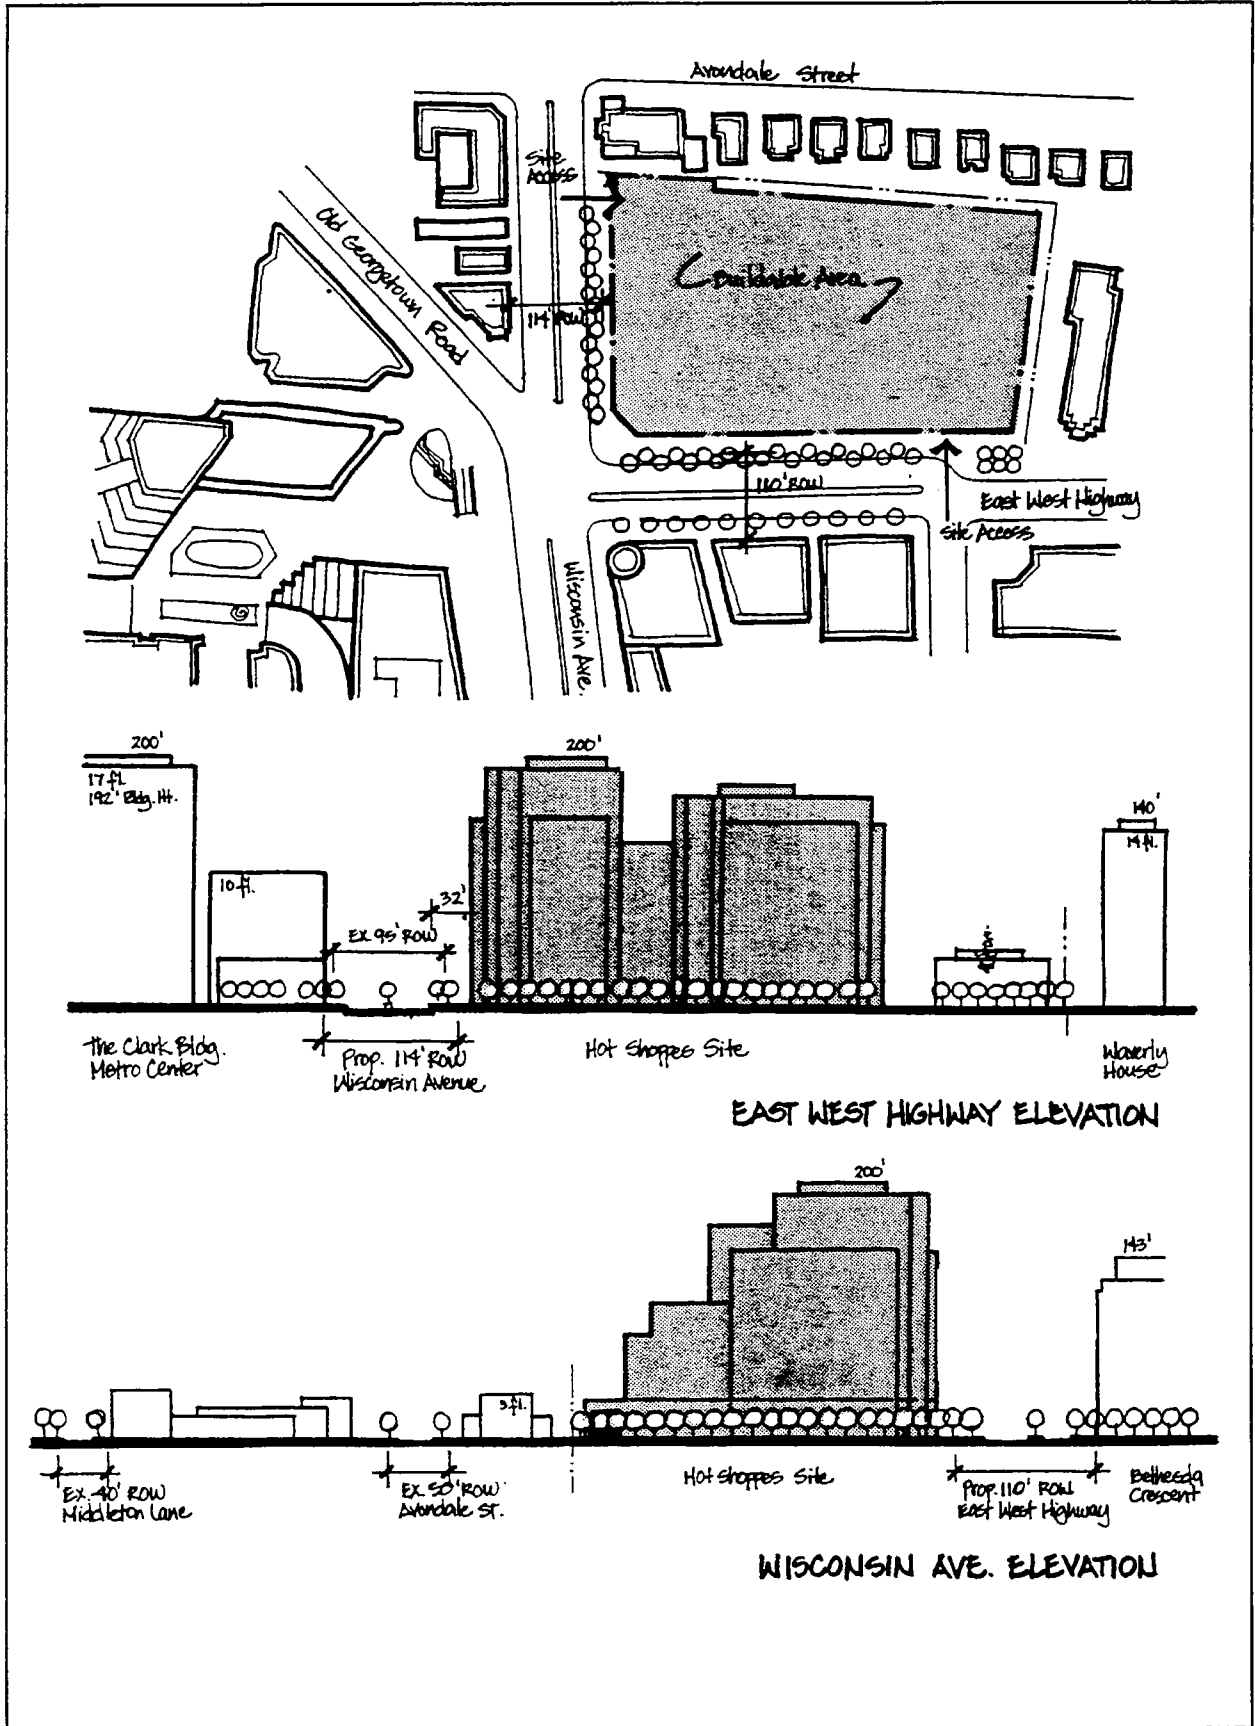 Avondale Street
Site
Access
Old Georgetown Road
Buildable Area
114' ROW
110' ROW
East West Highway
Site Access
Wisconsin Ave.
200'
17 fl.
192' Bldg. Ht.
10 fl.
32'
Ex. 95' ROW
200'
140'
14 fl.
The Clark Bldg.
Metro Center
Prop. 114' ROW
Wisconsin Avenue
Hot Shoppes Site
Waverly
House
EAST WEST HIGHWAY ELEVATION
200'
143'
3 fl.
Ex. 40' ROW
Middleton Lane
Ex. 50' ROW
Avondale St.
Hot Shoppes Site
Prop. 110' ROW
East West Highway
Bethesda
Crescent
WISCONSIN AVE. ELEVATION